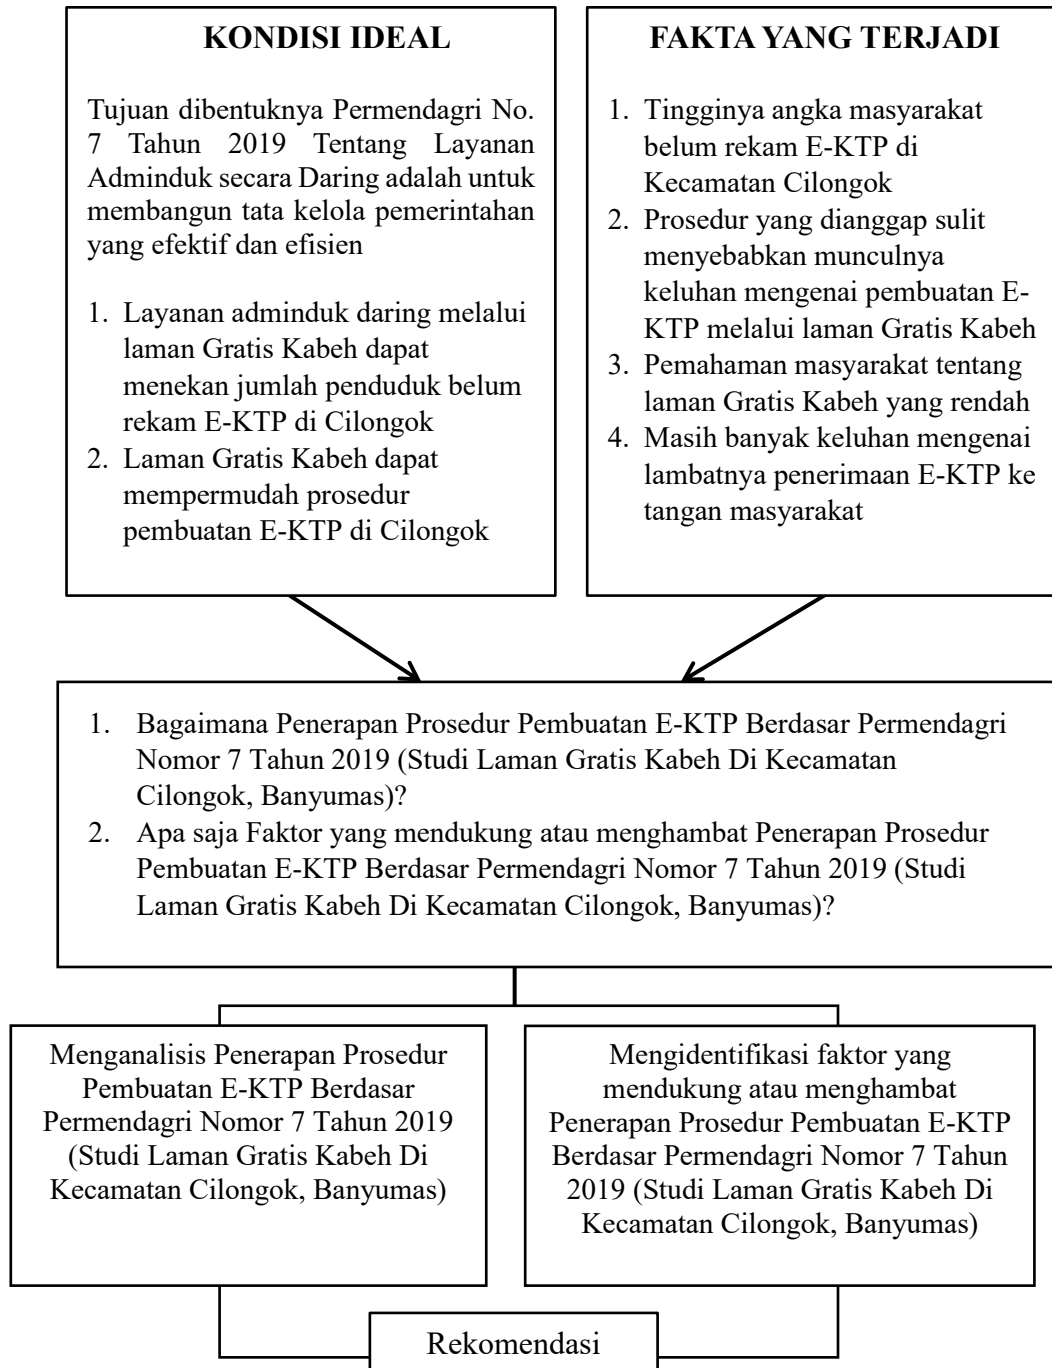 KONDISI IDEAL
Tujuan dibentuknya Permendagri No.
7 Tahun 2019 Tentang Layanan
Adminduk secara Daring adalah untuk
membangun tata kelola pemerintahan
yang efektif dan efisien
1. Layanan adminduk daring melalui
laman Gratis Kabeh dapat
menekan jumlah penduduk belum
rekam E-KTP di Cilongok
2. Laman Gratis Kabeh dapat
mempermudah prosedur
pembuatan E-KTP di Cilongok
FAKTA YANG TERJADI
1. Tingginya angka masyarakat
belum rekam E-KTP di
Kecamatan Cilongok
2. Prosedur yang dianggap sulit
menyebabkan munculnya
keluhan mengenai pembuatan E-
KTP melalui laman Gratis Kabeh
3. Pemahaman masyarakat tentang
laman Gratis Kabeh yang rendah
4. Masih banyak keluhan mengenai
lambatnya penerimaan E-KTP ke
tangan masyarakat
1. Bagaimana Penerapan Prosedur Pembuatan E-KTP Berdasar Permendagri
Nomor 7 Tahun 2019 (Studi Laman Gratis Kabeh Di Kecamatan
Cilongok, Banyumas)?
2. Apa saja Faktor yang mendukung atau menghambat Penerapan Prosedur
Pembuatan E-KTP Berdasar Permendagri Nomor 7 Tahun 2019 (Studi
Laman Gratis Kabeh Di Kecamatan Cilongok, Banyumas)?
Menganalisis Penerapan Prosedur
Pembuatan E-KTP Berdasar
Permendagri Nomor 7 Tahun 2019
(Studi Laman Gratis Kabeh Di
Kecamatan Cilongok, Banyumas)
Mengidentifikasi faktor yang
mendukung atau menghambat
Penerapan Prosedur Pembuatan E-KTP
Berdasar Permendagri Nomor 7 Tahun
2019 (Studi Laman Gratis Kabeh Di
Kecamatan Cilongok, Banyumas)
Rekomendasi